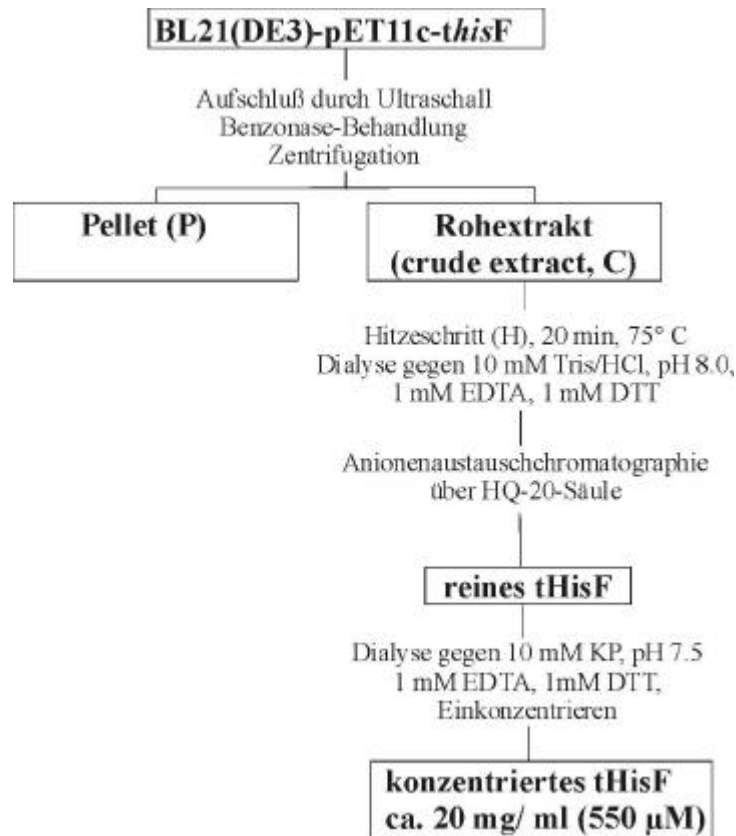 BL21(DE3)-pET11c-thisF
Aufschluß durch Ultraschall
Benzonase-Behandlung
Zentrifugation
Pellet (P)
Rohextrakt
(crude extract, C)
Hitzeschritt (H), 20 min, 75° C
Dialyse gegen 10 mM Tris/HCl, pH 8.0,
1 mM EDTA, 1 mM DTT
Anionenaustauschchromatographie
über HQ-20-Säule
reines tHisF
Dialyse gegen 10 mM KP, pH 7.5
1 mM EDTA, 1mM DTT,
Einkonzentrieren
konzentriertes tHisF
ca. 20 mg/ ml (550 µM)